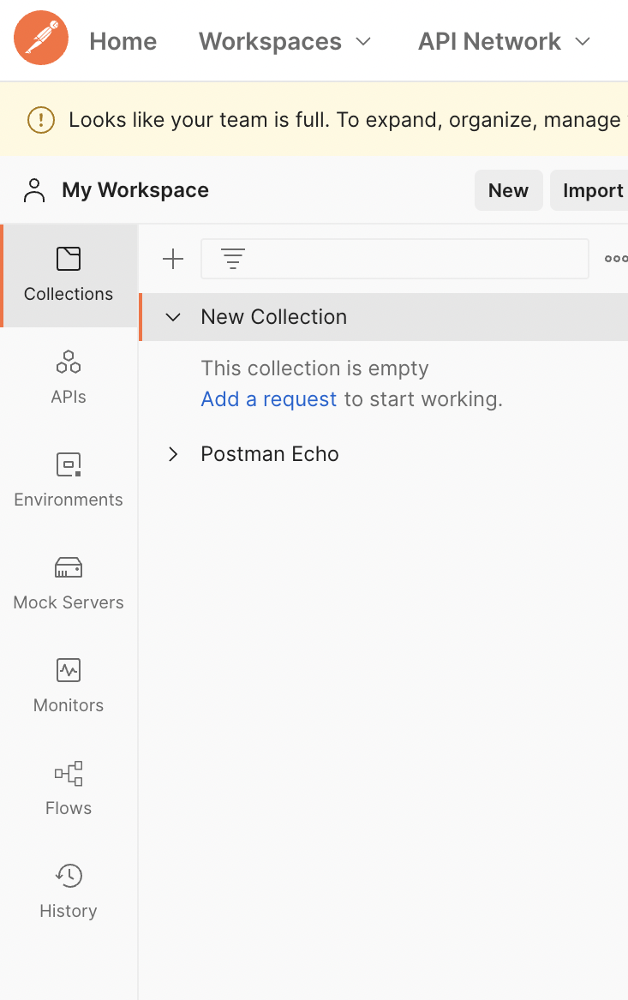 Home Workspaces API Network
Looks like your team is full. To expand, organize, manage
My Workspace New Import
Collections
New Collection
This collection is empty
Add a request to start working.
APIs
Postman Echo
Environments
Mock Servers
Monitors
Flows
History